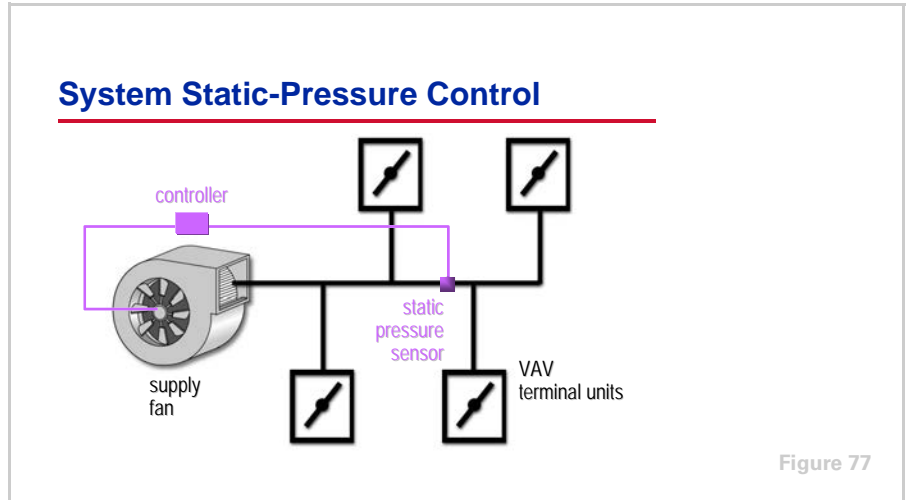 System Static-Pressure Control
controller
static
pressure
sensor
supply
fan
VAV
terminal units
Figure 77